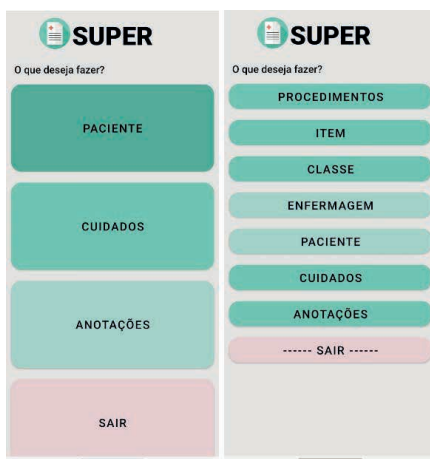 SUPER
O que deseja fazer?
PACIENTE
CUIDADOS
ANOTAÇÕES
SAIR
SUPER
O que deseja fazer?
PROCEDIMENTOS
ITEM
CLASSE
ENFERMAGEM
PACIENTE
CUIDADOS
ANOTAÇÕES
------ SAIR ------